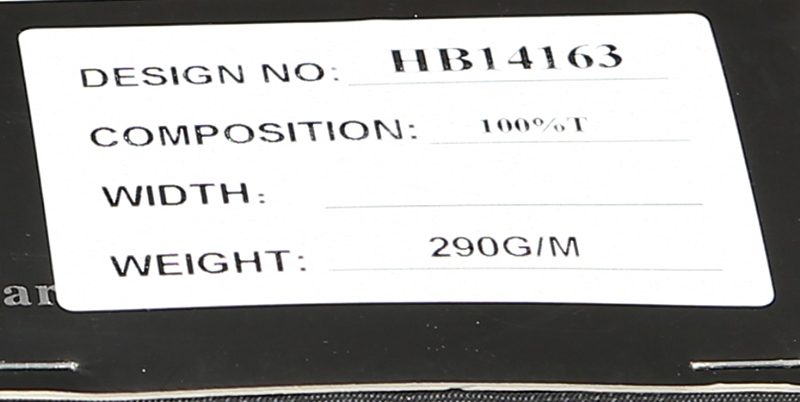 DESIGN NO: HB14163
COMPOSITION: 100%T
WIDTH:
WEIGHT: 290G/M